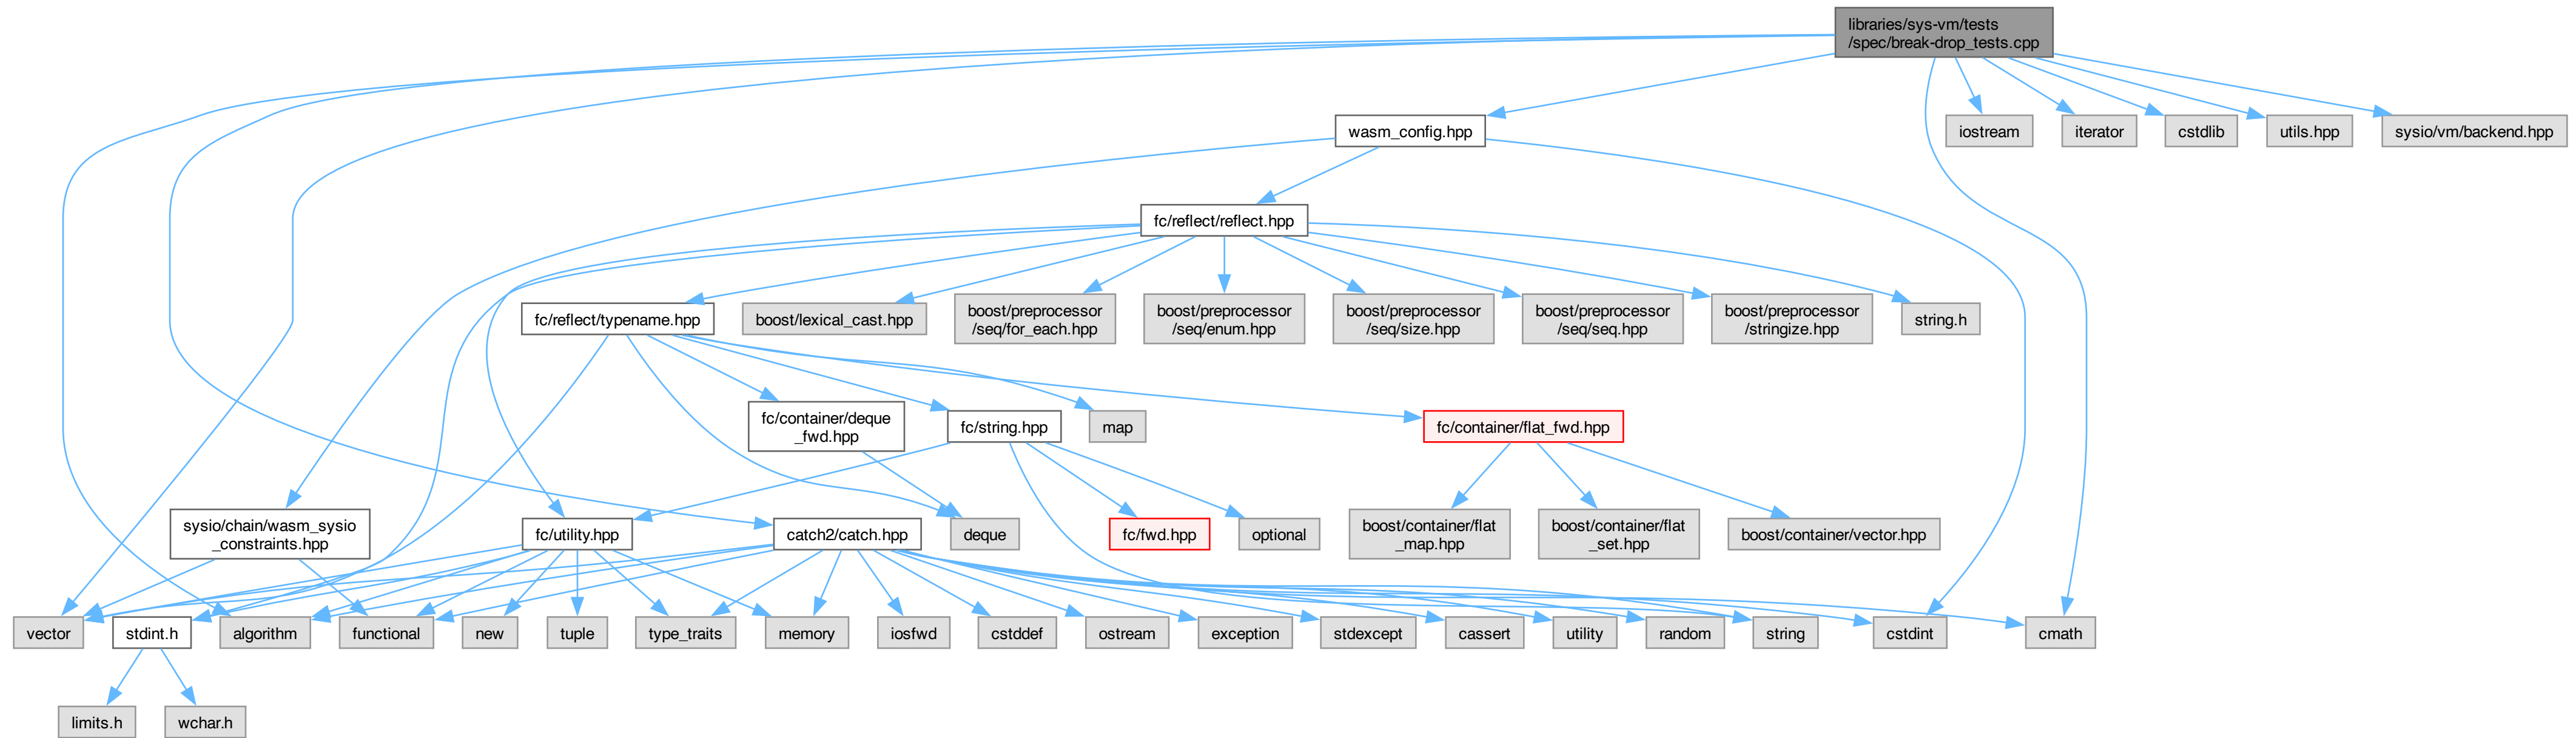 libraries/sys-vm/tests
/spec/break-drop_tests.cpp
wasm_config.hpp
iostream
iterator
cstdlib
utils.hpp
sysio/vm/backend.hpp
fc/reflect/reflect.hpp
fc/reflect/typename.hpp
boost/lexical_cast.hpp
boost/preprocessor
/seq/for_each.hpp
boost/preprocessor
/seq/enum.hpp
boost/preprocessor
/seq/size.hpp
boost/preprocessor
/seq/seq.hpp
boost/preprocessor
/stringize.hpp
string.h
fc/container/deque
_fwd.hpp
fc/string.hpp
map
fc/container/flat_fwd.hpp
sysio/chain/wasm_sysio
_constraints.hpp
fc/utility.hpp
catch2/catch.hpp
deque
fc/fwd.hpp
optional
boost/container/flat
_map.hpp
boost/container/flat
_set.hpp
boost/container/vector.hpp
vector
stdint.h
algorithm
functional
new
tuple
type_traits
memory
iosfwd
cstddef
ostream
exception
stdexcept
cassert
utility
random
string
cstdint
cmath
limits.h
wchar.h